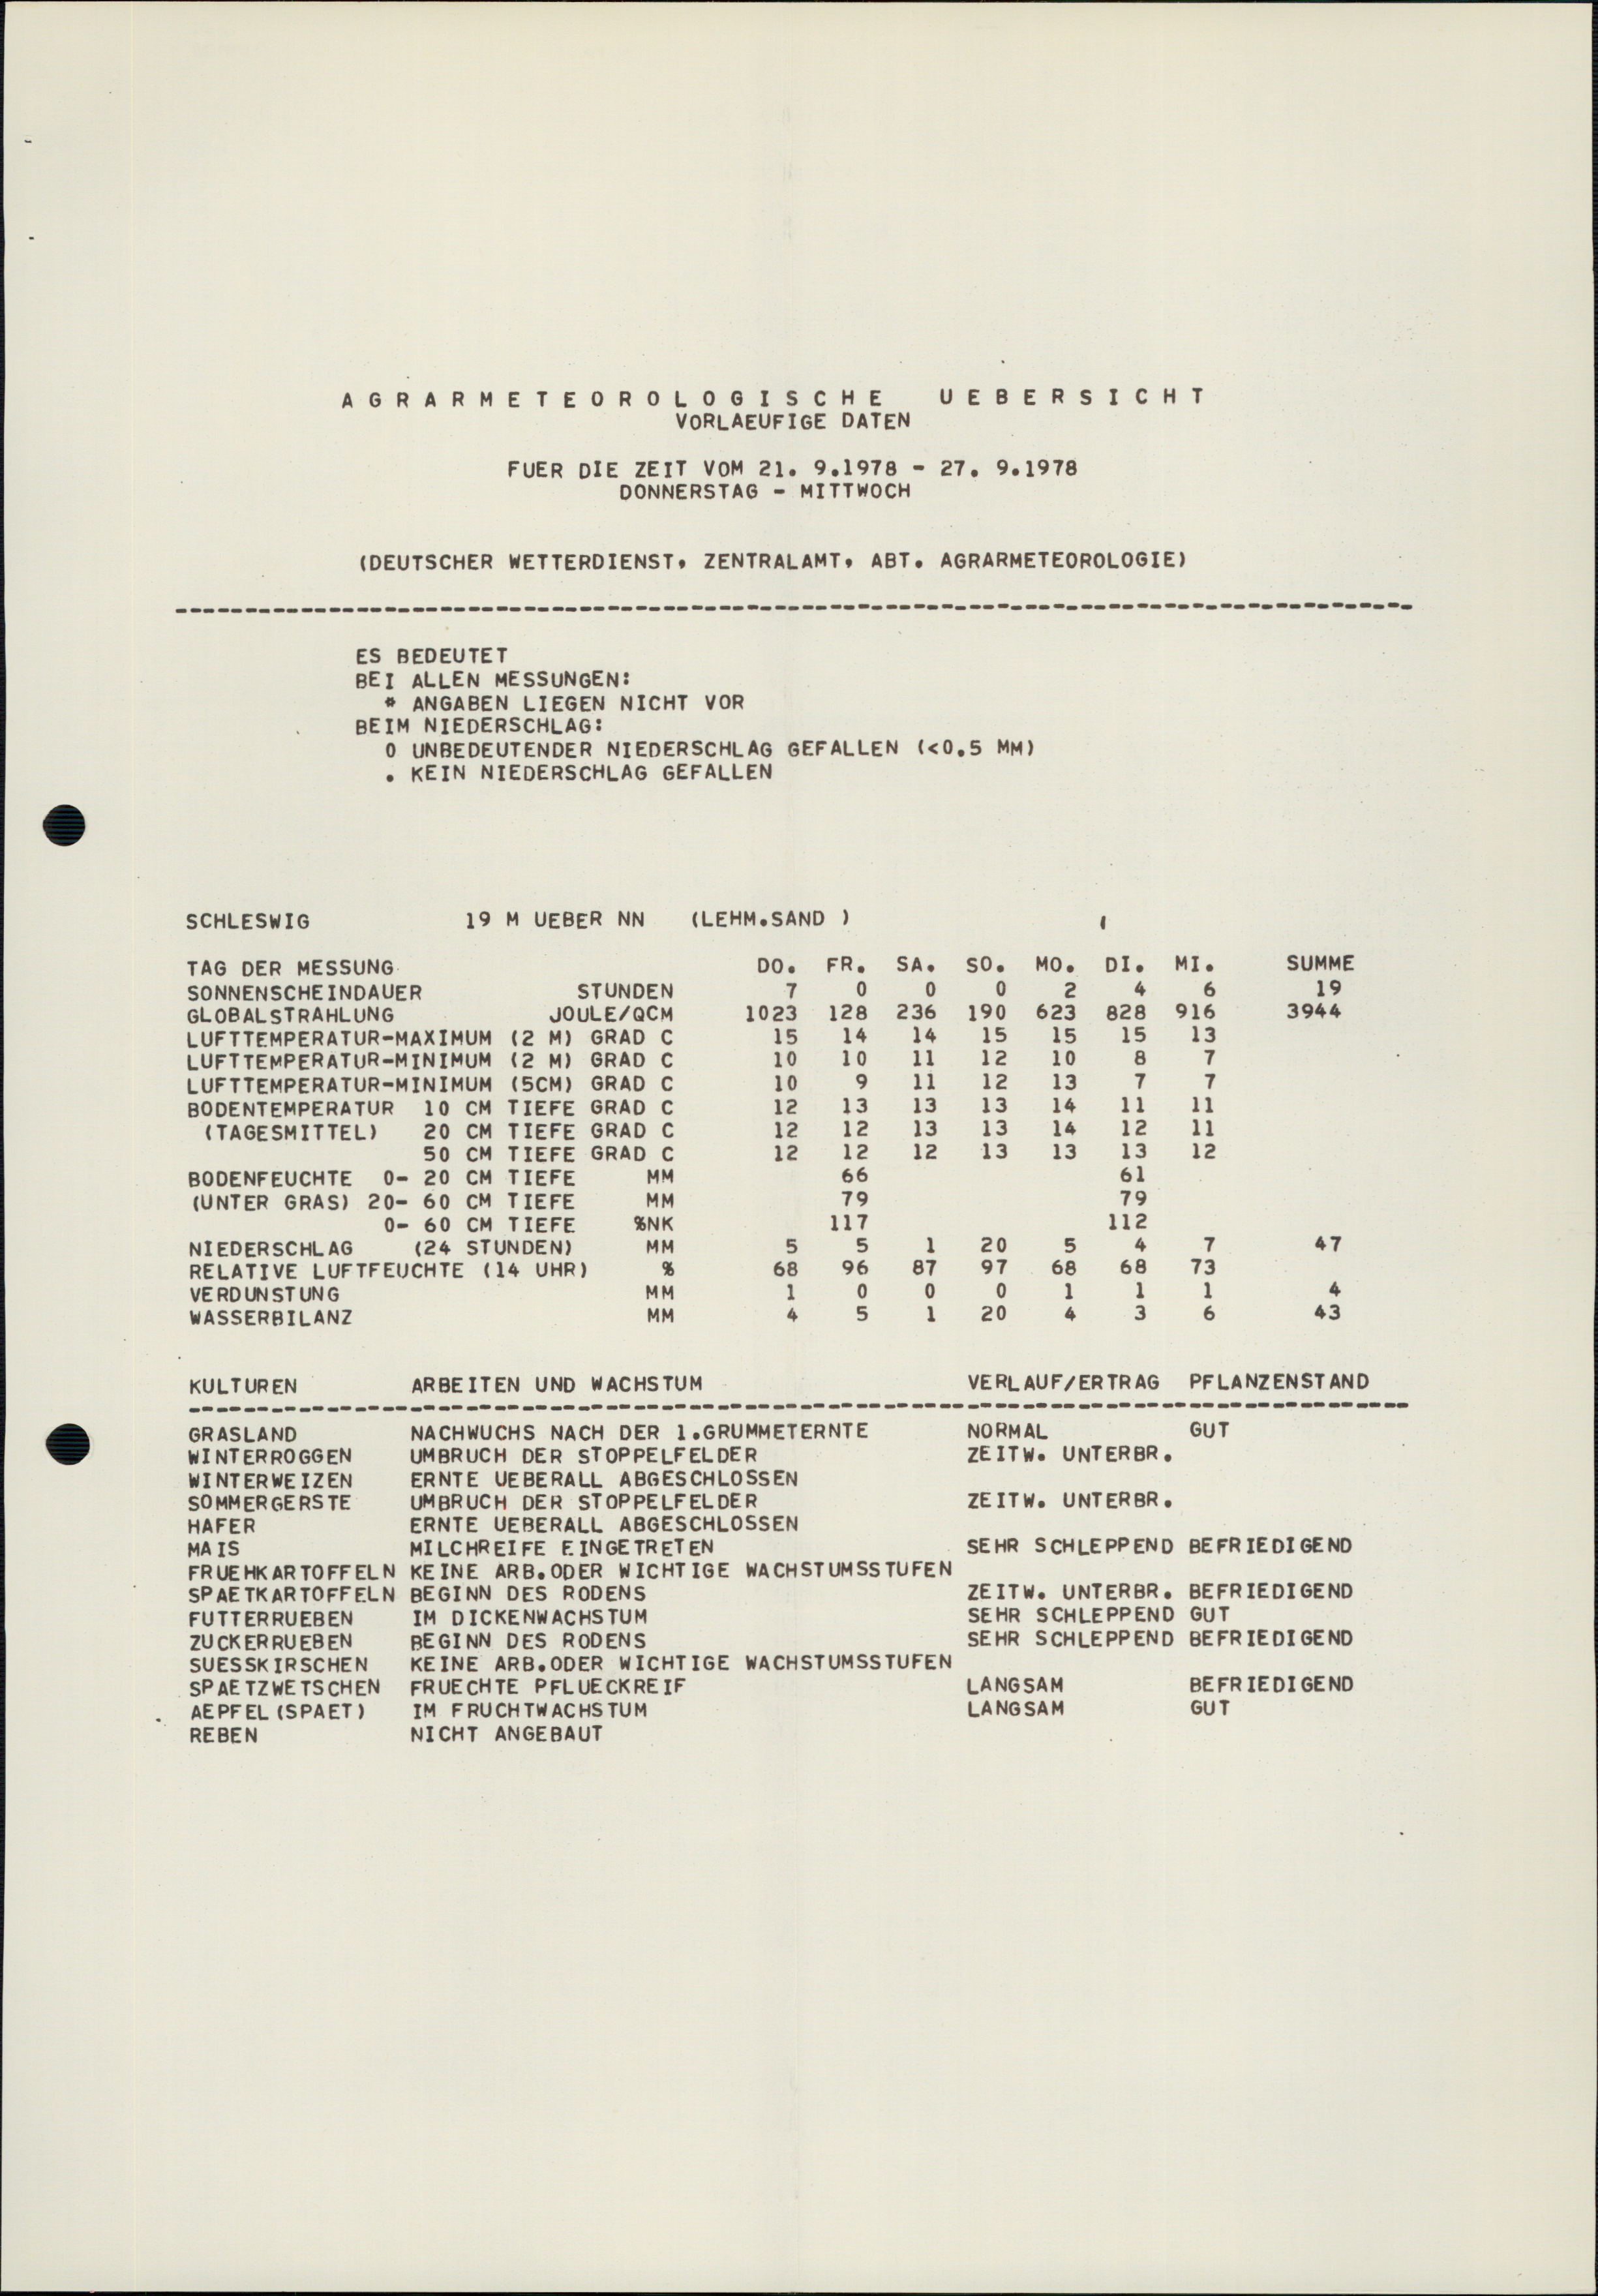 AGRARMETEOROLOGISCHE UEBERSICHT
VORLAEUFIGE DATEN
FUER DIE ZEIT VOM 21. 9.1978 - 27. 9.1978
DONNERSTAG - MITTWOCH
(DEUTSCHER WETTERDIENST, ZENTRALAMT, ABT. AGRARMETEOROLOGIE)
ES BEDEUTET
BEI ALLEN MESSUNGEN:
* ANGABEN LIEGEN NICHT VOR
BEIM NIEDERSCHLAG:
0 UNBEDEUTENDER NIEDERSCHLAG GEFALLEN (<0.5 MM)
. KEIN NIEDERSCHLAG GEFALLEN
SCHLESWIG 19 M UEBER NN (LEHM.SAND )
TAG DER MESSUNG DO. FR. SA. SO. MO. DI. MI. SUMME
SONNENSCHEINDAUER STUNDEN 7 0 0 0 2 4 6 19
GLOBALSTRAHLUNG JOULE/QCM 1023 128 236 190 623 828 916 3944
LUFTTEMPERATUR-MAXIMUM (2 M) GRAD C 15 14 14 15 15 15 13
LUFTTEMPERATUR-MINIMUM (2 M) GRAD C 10 10 11 12 10 8 7
LUFTTEMPERATUR-MINIMUM (5CM) GRAD C 10 9 11 12 13 7 7
BODENTEMPERATUR 10 CM TIEFE GRAD C 12 13 13 13 14 11 11
(TAGESMITTEL) 20 CM TIEFE GRAD C 12 12 13 13 14 12 11
50 CM TIEFE GRAD C 12 12 12 13 13 13 12
BODENFEUCHTE 0- 20 CM TIEFE MM 66 61
(UNTER GRAS) 20- 60 CM TIEFE MM 79 79
0- 60 CM TIEFE %NK 117 112
NIEDERSCHLAG (24 STUNDEN) MM 5 5 1 20 5 4 7 47
RELATIVE LUFTFEUCHTE (14 UHR) % 68 96 87 97 68 68 73
VERDUNSTUNG MM 1 0 0 0 1 1 1 4
WASSERBILANZ MM 4 5 1 20 4 3 6 43
KULTUREN ARBEITEN UND WACHSTUM VERLAUF/ERTRAG PFLANZENSTAND
GRASLAND NACHWUCHS NACH DER 1.GRUMMETERNTE NORMAL GUT
WINTERROGGEN UMBRUCH DER STOPPELFELDER ZEITW. UNTERBR.
WINTERWEIZEN ERNTE UEBERALL ABGESCHLOSSEN
SOMMERGERSTE UMBRUCH DER STOPPELFELDER ZEITW. UNTERBR.
HAFER ERNTE UEBERALL ABGESCHLOSSEN
MAIS MILCHREIFE EINGETRETEN SEHR SCHLEPPEND BEFRIEDIGEND
FRUEHKARTOFFELN KEINE ARB.ODER WICHTIGE WACHSTUMSSTUFEN
SPAETKARTOFFELN BEGINN DES RODENS ZEITW. UNTERBR. BEFRIEDIGEND
FUTTERRUEBEN IM DICKENWACHSTUM SEHR SCHLEPPEND GUT
ZUCKERRUEBEN BEGINN DES RODENS SEHR SCHLEPPEND BEFRIEDIGEND
SUESSKIRSCHEN KEINE ARB.ODER WICHTIGE WACHSTUMSSTUFEN
SPAETZWETSCHEN FRUECHTE PFLUECKREIF LANGSAM BEFRIEDIGEND
AEPFEL(SPAET) IM FRUCHTWACHSTUM LANGSAM GUT
REBEN NICHT ANGEBAUT